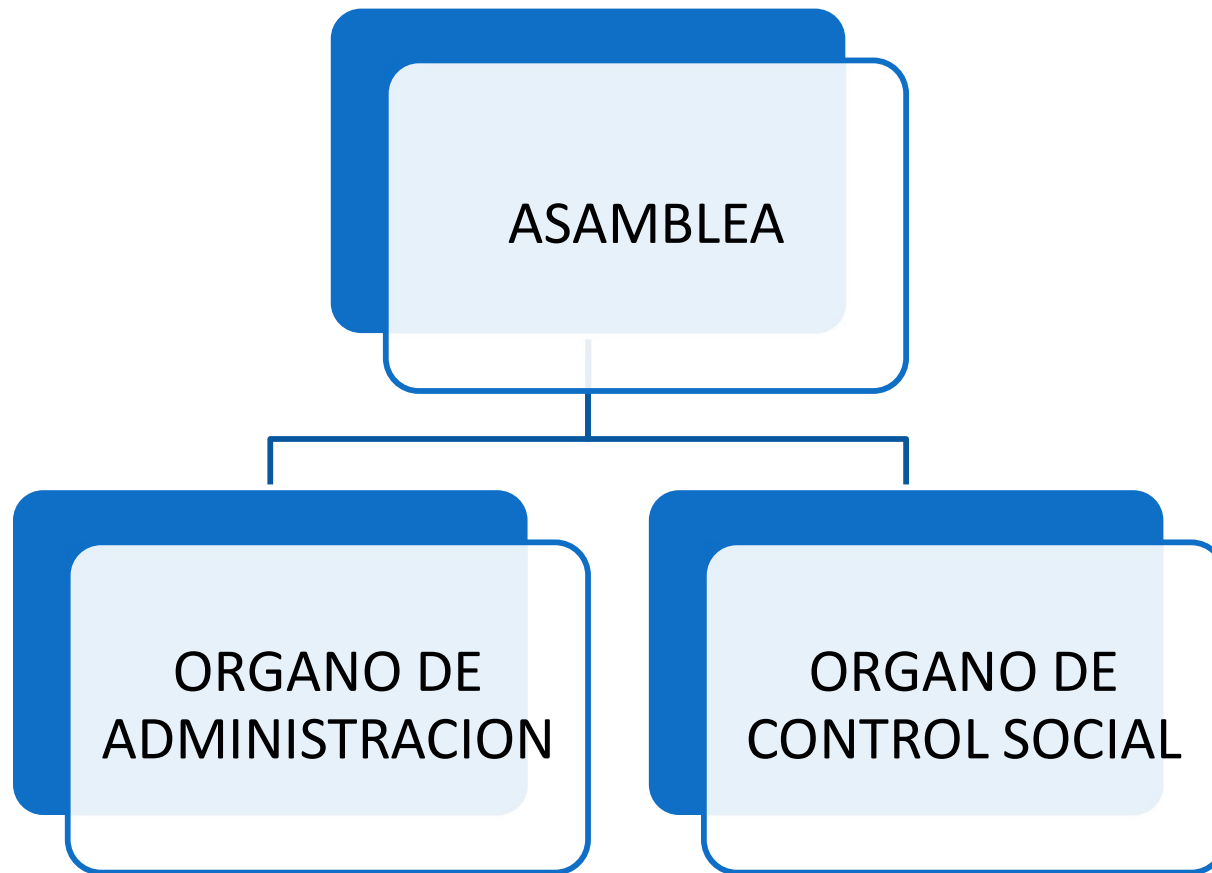 ASAMBLEA
ORGANO DE
ADMINISTRACION
ORGANO DE
CONTROL SOCIAL